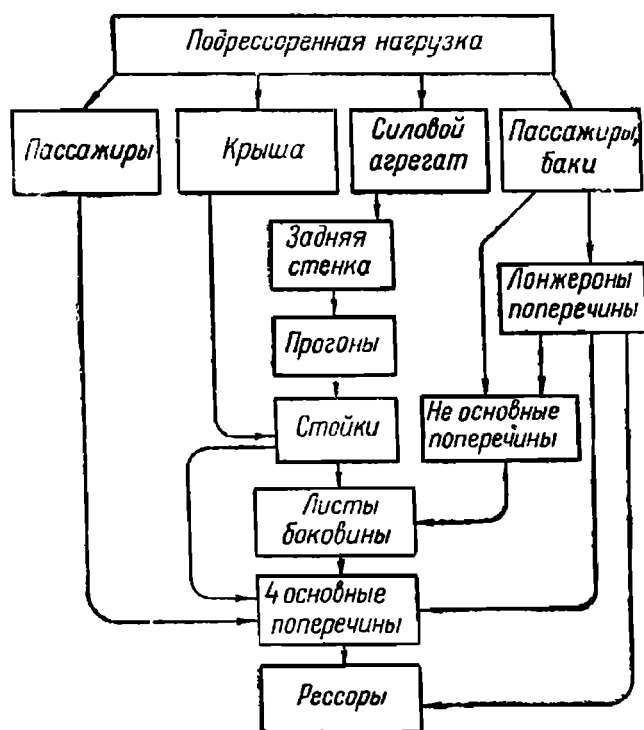 Подрессоренная нагрузка
Пассажиры
Крыша
Силовой
агрегат
Пассажиры,
баки
Задняя
стенка
Лонжероны
поперечины
Прогоны
Стойки
Не основные
поперечины
Листы
баковины
4 основные
поперечины
Рессоры